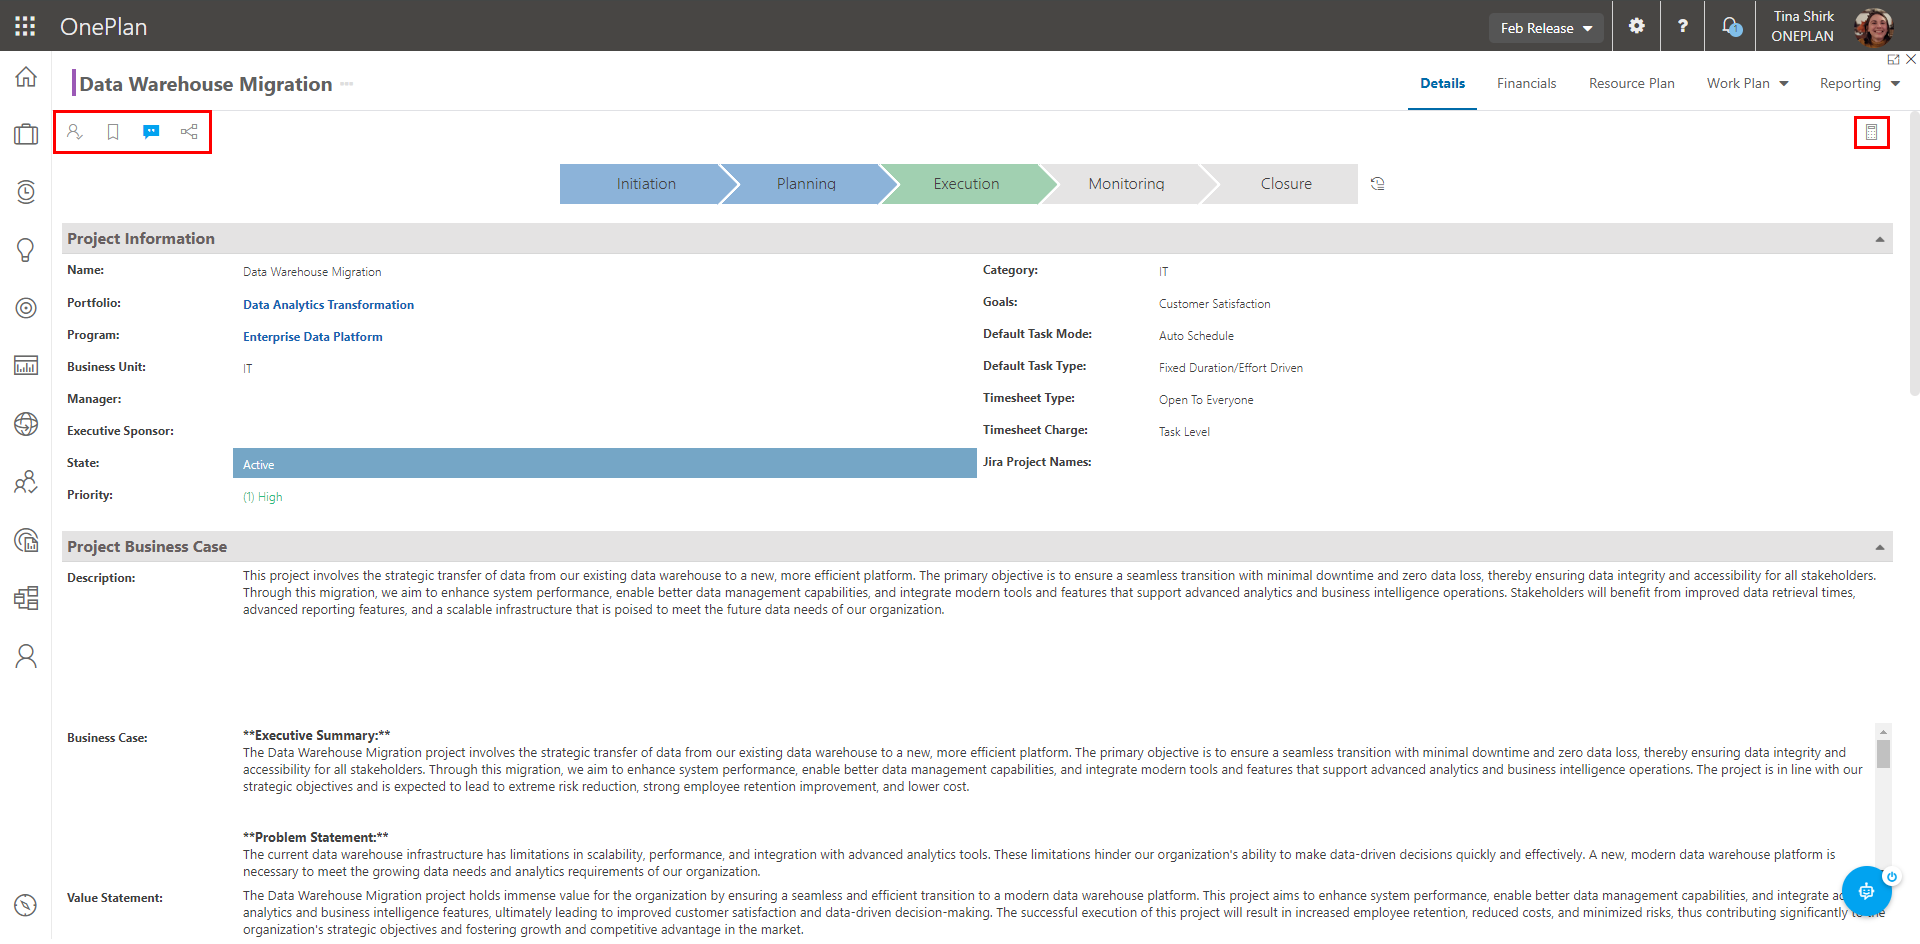 OnePlan
Feb Release
?
1
Tina Shirk
ONEPLAN
Data Warehouse Migration
Details
Financials
Resource Plan
Work Plan
Reporting
Initiation
Planning
Execution
Monitoring
Closure
Project Information
Name:
Data Warehouse Migration
Portfolio:
Data Analytics Transformation
Program:
Enterprise Data Platform
Business Unit:
IT
Manager:
Executive Sponsor:
State:
Active
Priority:
(1) High
Category:
IT
Goals:
Customer Satisfaction
Default Task Mode:
Auto Schedule
Default Task Type:
Fixed Duration/Effort Driven
Timesheet Type:
Open To Everyone
Timesheet Charge:
Task Level
Jira Project Names:
Project Business Case
Description:
This project involves the strategic transfer of data from our existing data warehouse to a new, more efficient platform. The primary objective is to ensure a seamless transition with minimal downtime and zero data loss, thereby ensuring data integrity and accessibility for all stakeholders.
Through this migration, we aim to enhance system performance, enable better data management capabilities, and integrate modern tools and features that support advanced analytics and business intelligence operations. Stakeholders will benefit from improved data retrieval times,
advanced reporting features, and a scalable infrastructure that is poised to meet the future data needs of our organization.
Business Case:
**Executive Summary:**
The Data Warehouse Migration project involves the strategic transfer of data from our existing data warehouse to a new, more efficient platform. The primary objective is to ensure a seamless transition with minimal downtime and zero data loss, thereby ensuring data integrity and
accessibility for all stakeholders. Through this migration, we aim to enhance system performance, enable better data management capabilities, and integrate modern tools and features that support advanced analytics and business intelligence operations. The project is in line with our
strategic objectives and is expected to lead to extreme risk reduction, strong employee retention improvement, and lower cost.
**Problem Statement:**
The current data warehouse infrastructure has limitations in scalability, performance, and integration with advanced analytics tools. These limitations hinder our organization's ability to make data-driven decisions quickly and effectively. A new, modern data warehouse platform is
necessary to meet the growing data needs and analytics requirements of our organization.
Value Statement:
The Data Warehouse Migration project holds immense value for the organization by ensuring a seamless and efficient transition to a modern data warehouse platform. This project aims to enhance system performance, enable better data management capabilities, and integrate
analytics and business intelligence features, ultimately leading to improved customer satisfaction and data-driven decision-making. The successful execution of this project will result in increased employee retention, reduced costs, and minimized risks, thus contributing significantly to the
organization's strategic objectives and fostering growth and competitive advantage in the market.